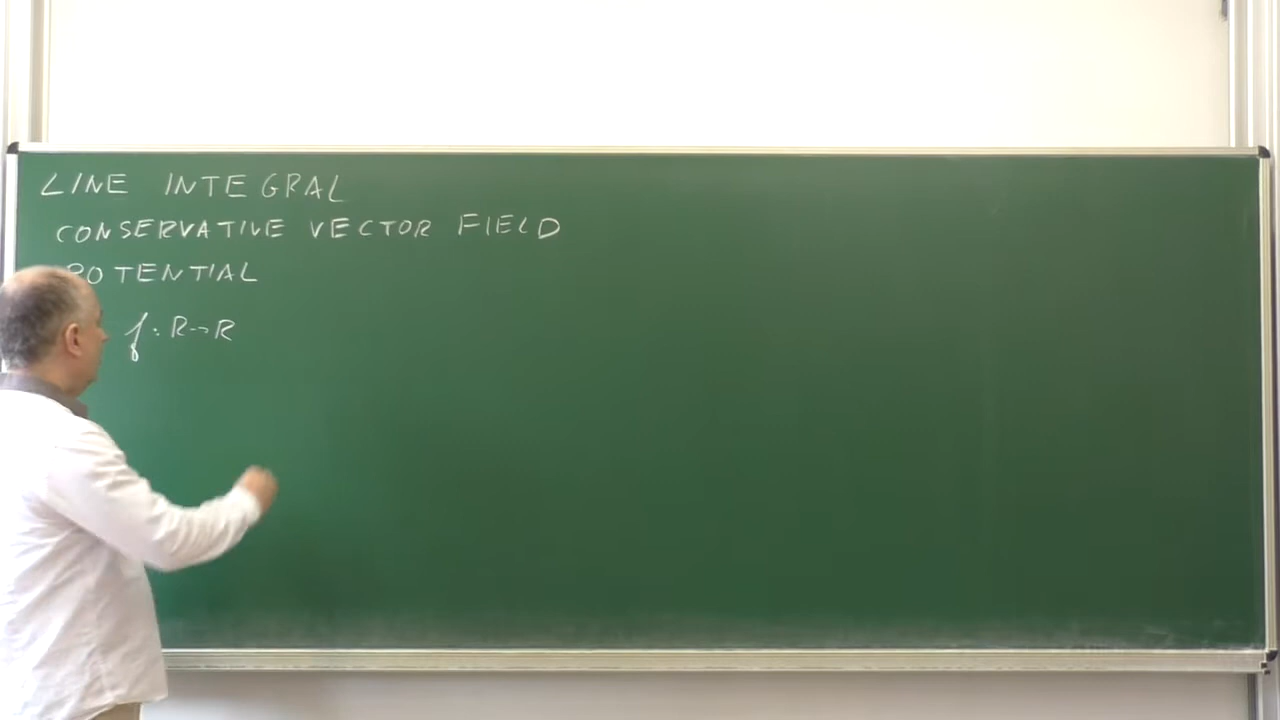 LINE INTEGRAL
CONSERVATIVE VECTOR FIELD
POTENTIAL
f: R→R